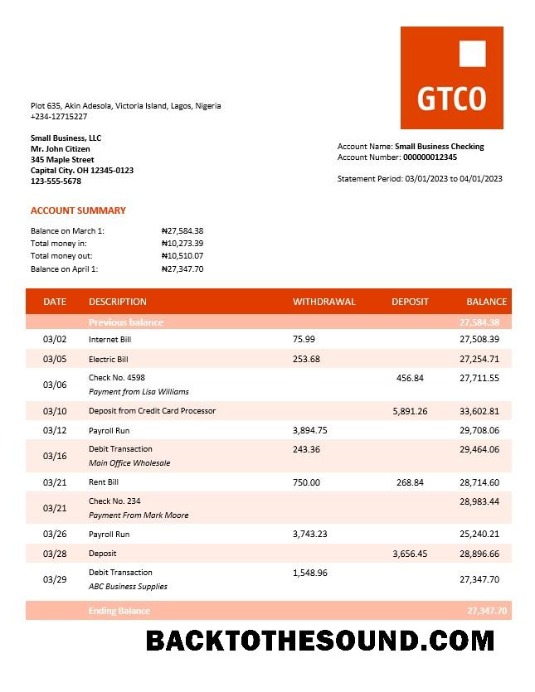 GTCO
Plot 635, Akin Adesola, Victoria Island, Lagos, Nigeria
+234-12715227
Small Business, LLC
Mr. John Citizen
345 Maple Street
Capital City. OH 12345-0123
123-555-5678
Account Name: Small Business Checking
Account Number: 000000012345
Statement Period: 03/01/2023 to 04/01/2023
ACCOUNT SUMMARY
Balance on March 1: ₦27,584.38
Total money in: ₦10,273.39
Total money out: ₦10,510.07
Balance on April 1: ₦27,347.70
DATE DESCRIPTION WITHDRAWAL DEPOSIT BALANCE
Previous balance 27,584.38
03/02 Internet Bill 75.99 27,508.39
03/05 Electric Bill 253.68 27,254.71
03/06 Check No. 4598 456.84 27,711.55
Payment from Lisa Williams
03/10 Deposit from Credit Card Processor 5,891.26 33,602.81
03/12 Payroll Run 3,894.75 29,708.06
03/16 Debit Transaction 243.36 29,464.06
Main Office Wholesale
03/21 Rent Bill 750.00 268.84 28,714.60
03/21 Check No. 234 28,983.44
Payment From Mark Moore
03/26 Payroll Run 3,743.23 25,240.21
03/28 Deposit 3,656.45 28,896.66
03/29 Debit Transaction 1,548.96 27,347.70
ABC Business Supplies
Ending Balance 27,347.70
BACKTOTHESOUND.COM